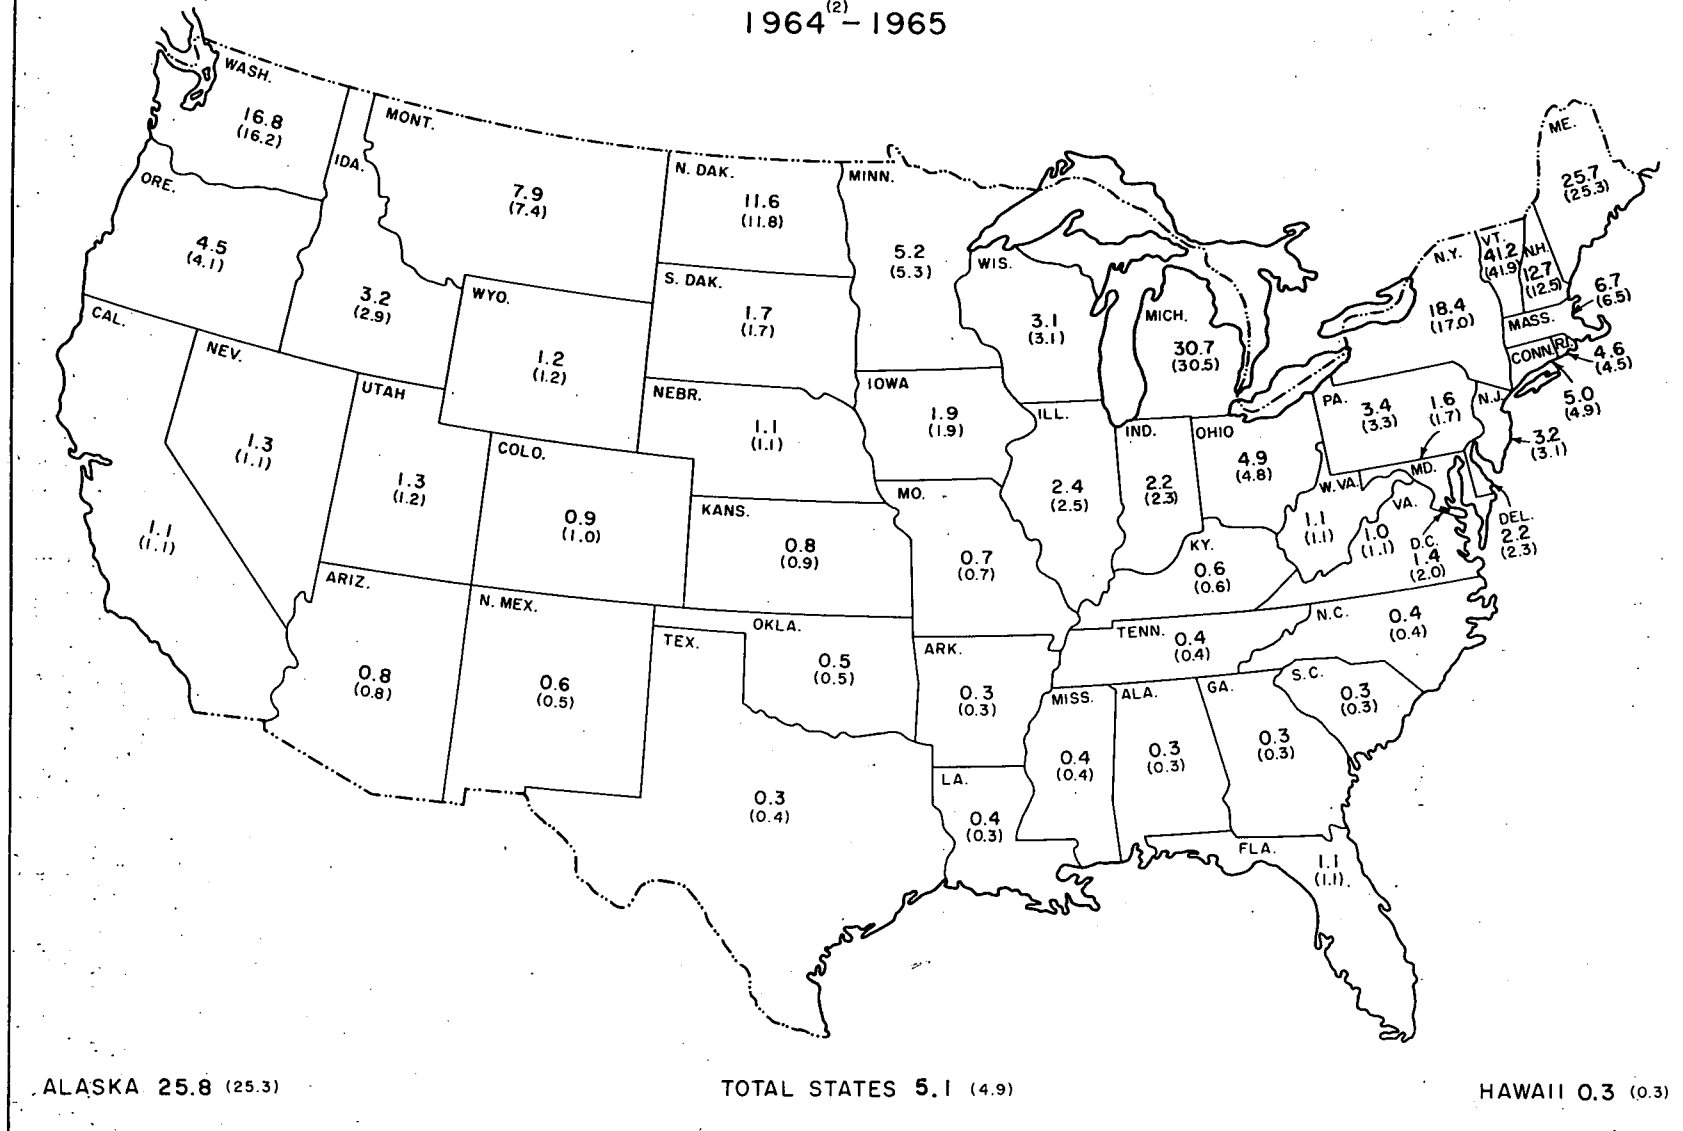 (2)
1964 – 1965
WASH.
16.8
(16.2)
ORE.
4.5
(4.1)
CAL.
1.1
(1.1)
IDA.
3.2
(2.9)
NEV.
1.3
(1.1)
MONT.
7.9
(7.4)
WYO.
1.2
(1.2)
UTAH
1.3
(1.2)
COLO.
0.9
(1.0)
ARIZ.
0.8
(0.8)
N. MEX.
0.6
(0.5)
N. DAK.
11.6
(11.8)
S. DAK.
1.7
(1.7)
NEBR.
1.1
(1.1)
KANS.
0.8
(0.9)
OKLA.
0.5
(0.5)
TEX.
0.3
(0.4)
MINN.
5.2
(5.3)
IOWA
1.9
(1.9)
MO.
0.7
(0.7)
ARK.
0.3
(0.3)
LA.
0.4
(0.3)
WIS.
3.1
(3.1)
ILL.
2.4
(2.5)
MICH.
30.7
(30.5)
IND.
2.2
(2.3)
OHIO
4.9
(4.8)
KY.
0.6
(0.6)
TENN.
0.4
(0.4)
MISS.
0.4
(0.4)
ALA.
0.3
(0.3)
GA.
0.3
(0.3)
FLA.
1.1
(1.1)
S.C.
0.3
(0.3)
N.C.
0.4
(0.4)
W.VA.
1.1
(1.1)
VA.
1.0
(1.1)
D.C.
1.4
(2.0)
MD.
1.6
(1.7)
DEL.
2.2
(2.3)
PA.
3.4
(3.3)
N.J.
3.2
(3.1)
N.Y.
18.4
(17.0)
CONN.
5.0
(4.9)
R.I.
4.6
(4.5)
MASS.
6.7
(6.5)
VT.
41.2
(41.9)
N.H.
12.7
(12.5)
ME.
25.7
(25.3)
ALASKA 25.8 (25.3)
TOTAL STATES 5.1 (4.9)
HAWAII 0.3 (0.3)